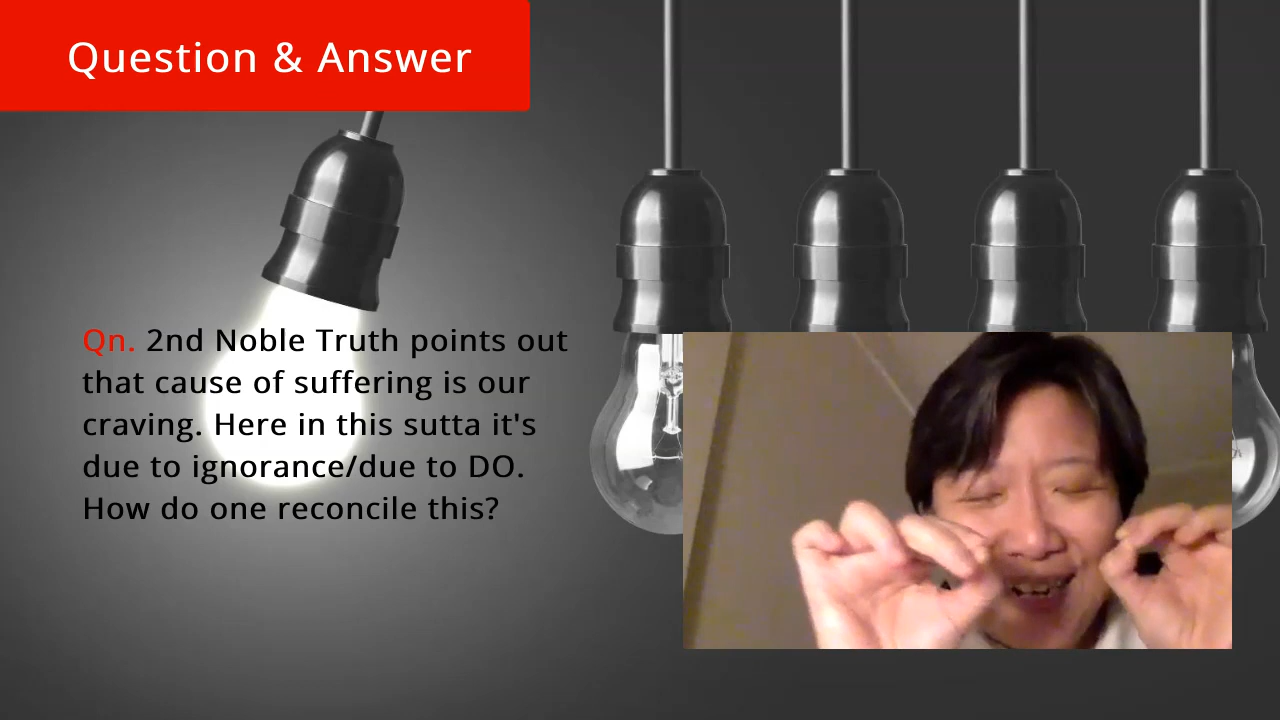 Question & Answer
Qn. 2nd Noble Truth points out
that cause of suffering is our
craving. Here in this sutta it's
due to ignorance/due to DO.
How do one reconcile this?